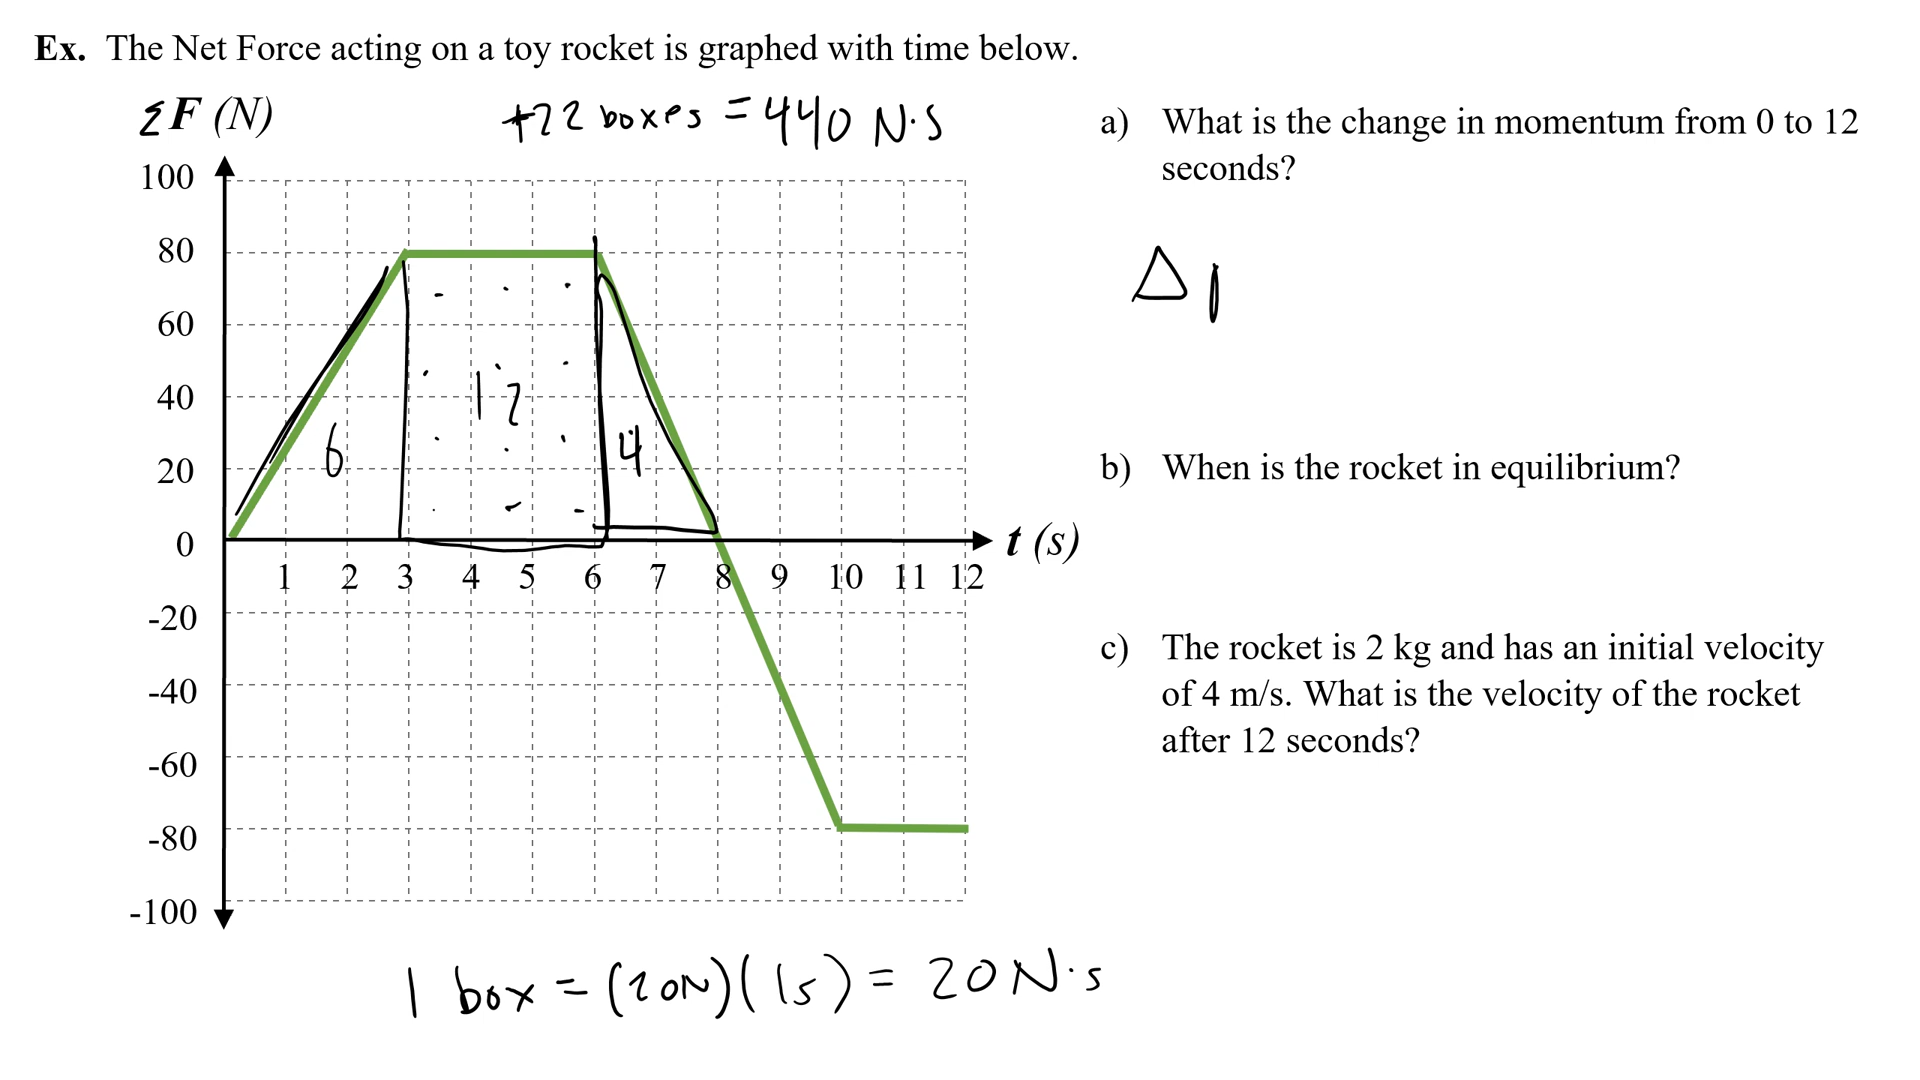 Ex. The Net Force acting on a toy rocket is graphed with time below.
ΣF (N)
+22 boxes = 440 N·S
100
80
60
40
20
0
-20
-40
-60
-80
-100
1 2 3 4 5 6 7 8 9 10 11 12
t (s)
6
12
4
1 box = (20N)(1s) = 20 N·s
a) What is the change in momentum from 0 to 12
seconds?
Δp
b) When is the rocket in equilibrium?
c) The rocket is 2 kg and has an initial velocity
of 4 m/s. What is the velocity of the rocket
after 12 seconds?